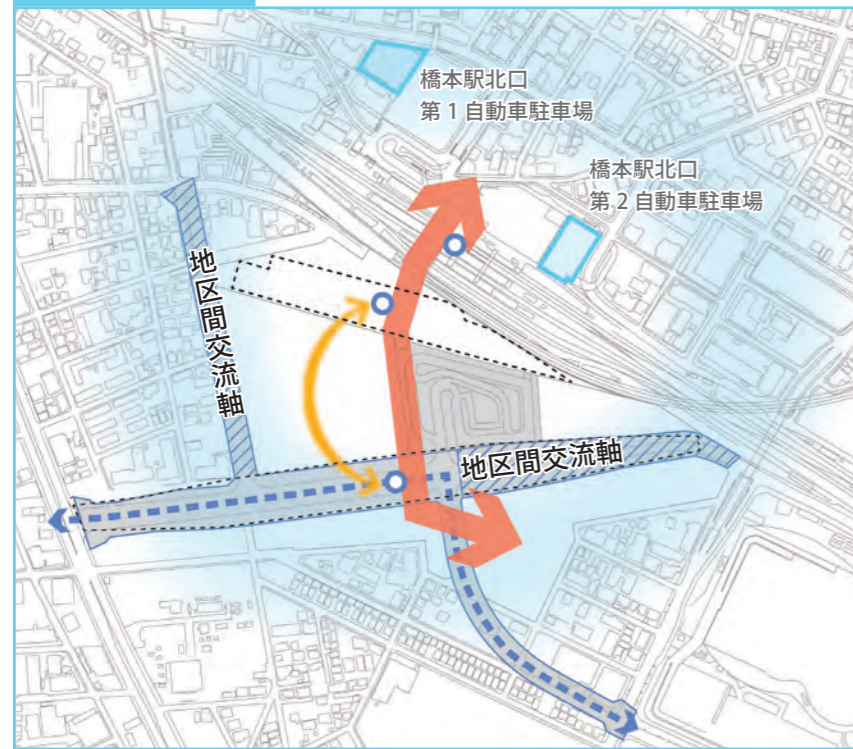 橋本駅北口
第1自動車駐車場
橋本駅北口
第2自動車駐車場
地区間交流軸
地区間交流軸